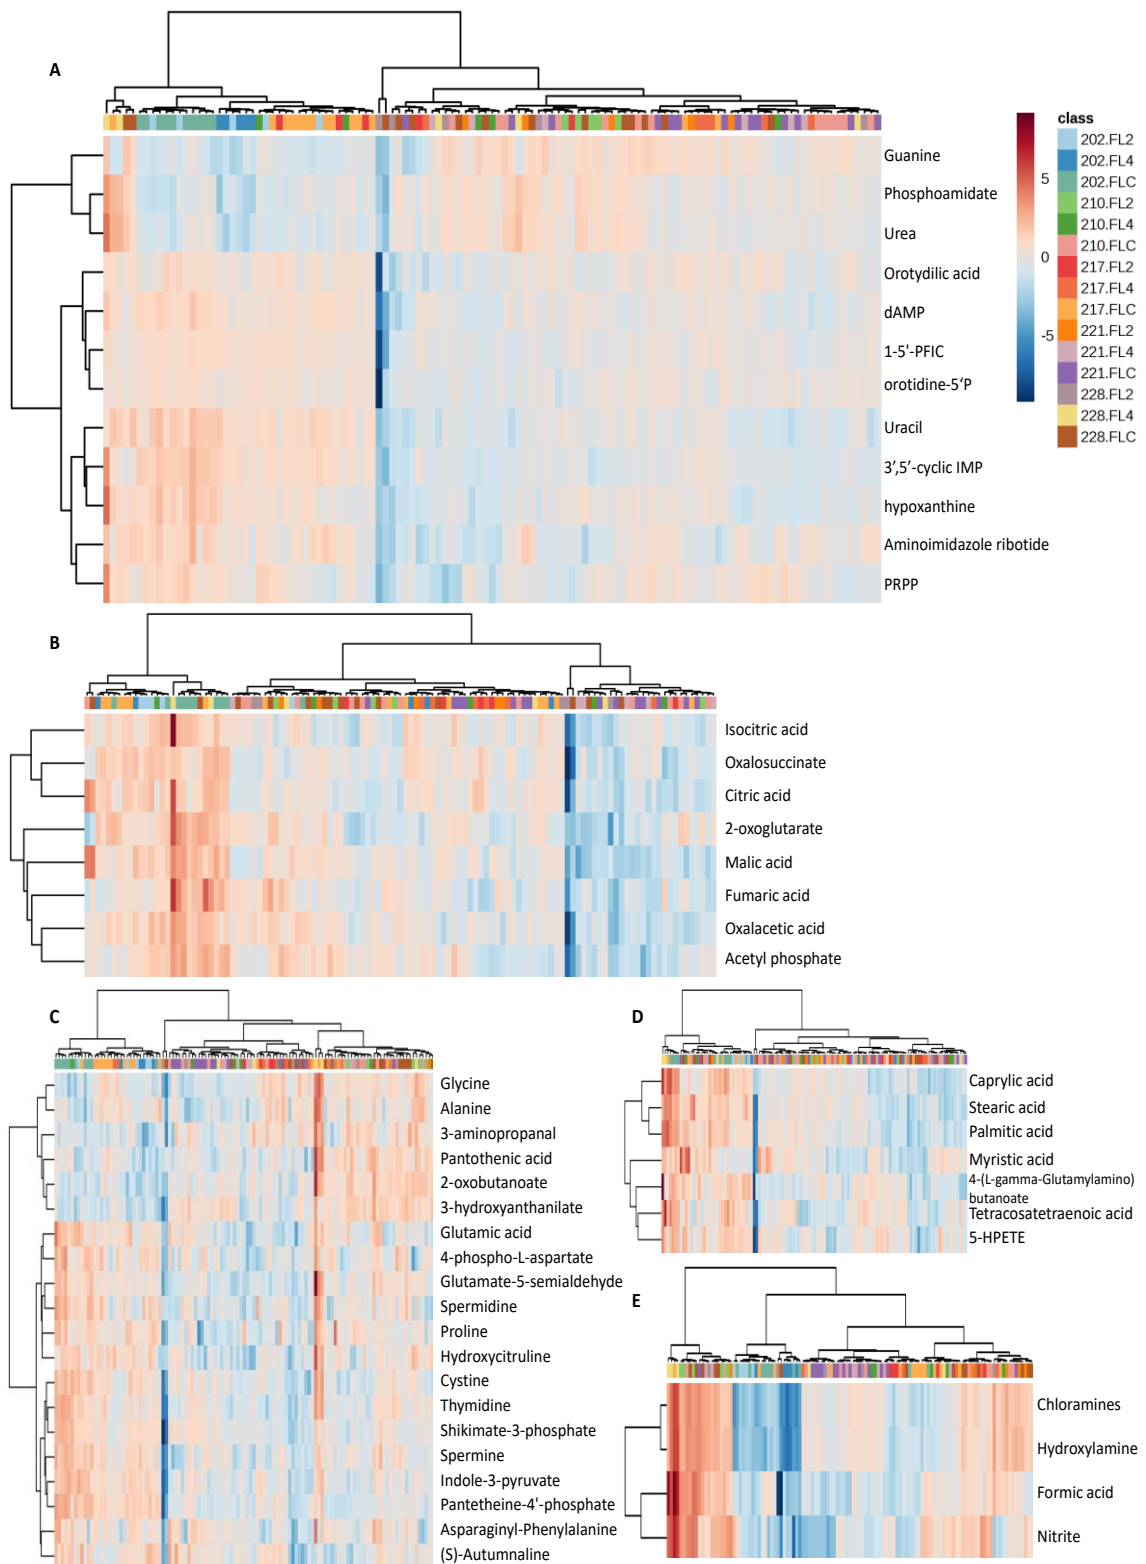 A
class
202.FL2
202.FL4
202.FLC
210.FL2
210.FL4
210.FLC
217.FL2
217.FL4
217.FLC
221.FL2
221.FL4
221.FLC
228.FL2
228.FL4
228.FLC
5
0
-5
Guanine
Phosphoamidate
Urea
Orotydilic acid
dAMP
1-5'-PFIC
orotidine-5‘P
Uracil
3′,5′-cyclic IMP
hypoxanthine
Aminoimidazole ribotide
PRPP
B
Isocitric acid
Oxalosuccinate
Citric acid
2-oxoglutarate
Malic acid
Fumaric acid
Oxalacetic acid
Acetyl phosphate
C
Glycine
Alanine
3-aminopropanal
Pantothenic acid
2-oxobutanoate
3-hydroxyanthanilate
Glutamic acid
4-phospho-L-aspartate
Glutamate-5-semialdehyde
Spermidine
Proline
Hydroxycitruline
Cystine
Thymidine
Shikimate-3-phosphate
Spermine
Indole-3-pyruvate
Pantetheine-4'-phosphate
Asparaginyl-Phenylalanine
(S)-Autumnaline
D
Caprylic acid
Stearic acid
Palmitic acid
Myristic acid
4-(L-gamma-Glutamylamino)
butanoate
Tetracosatetraenoic acid
5-HPETE
E
Chloramines
Hydroxylamine
Formic acid
Nitrite